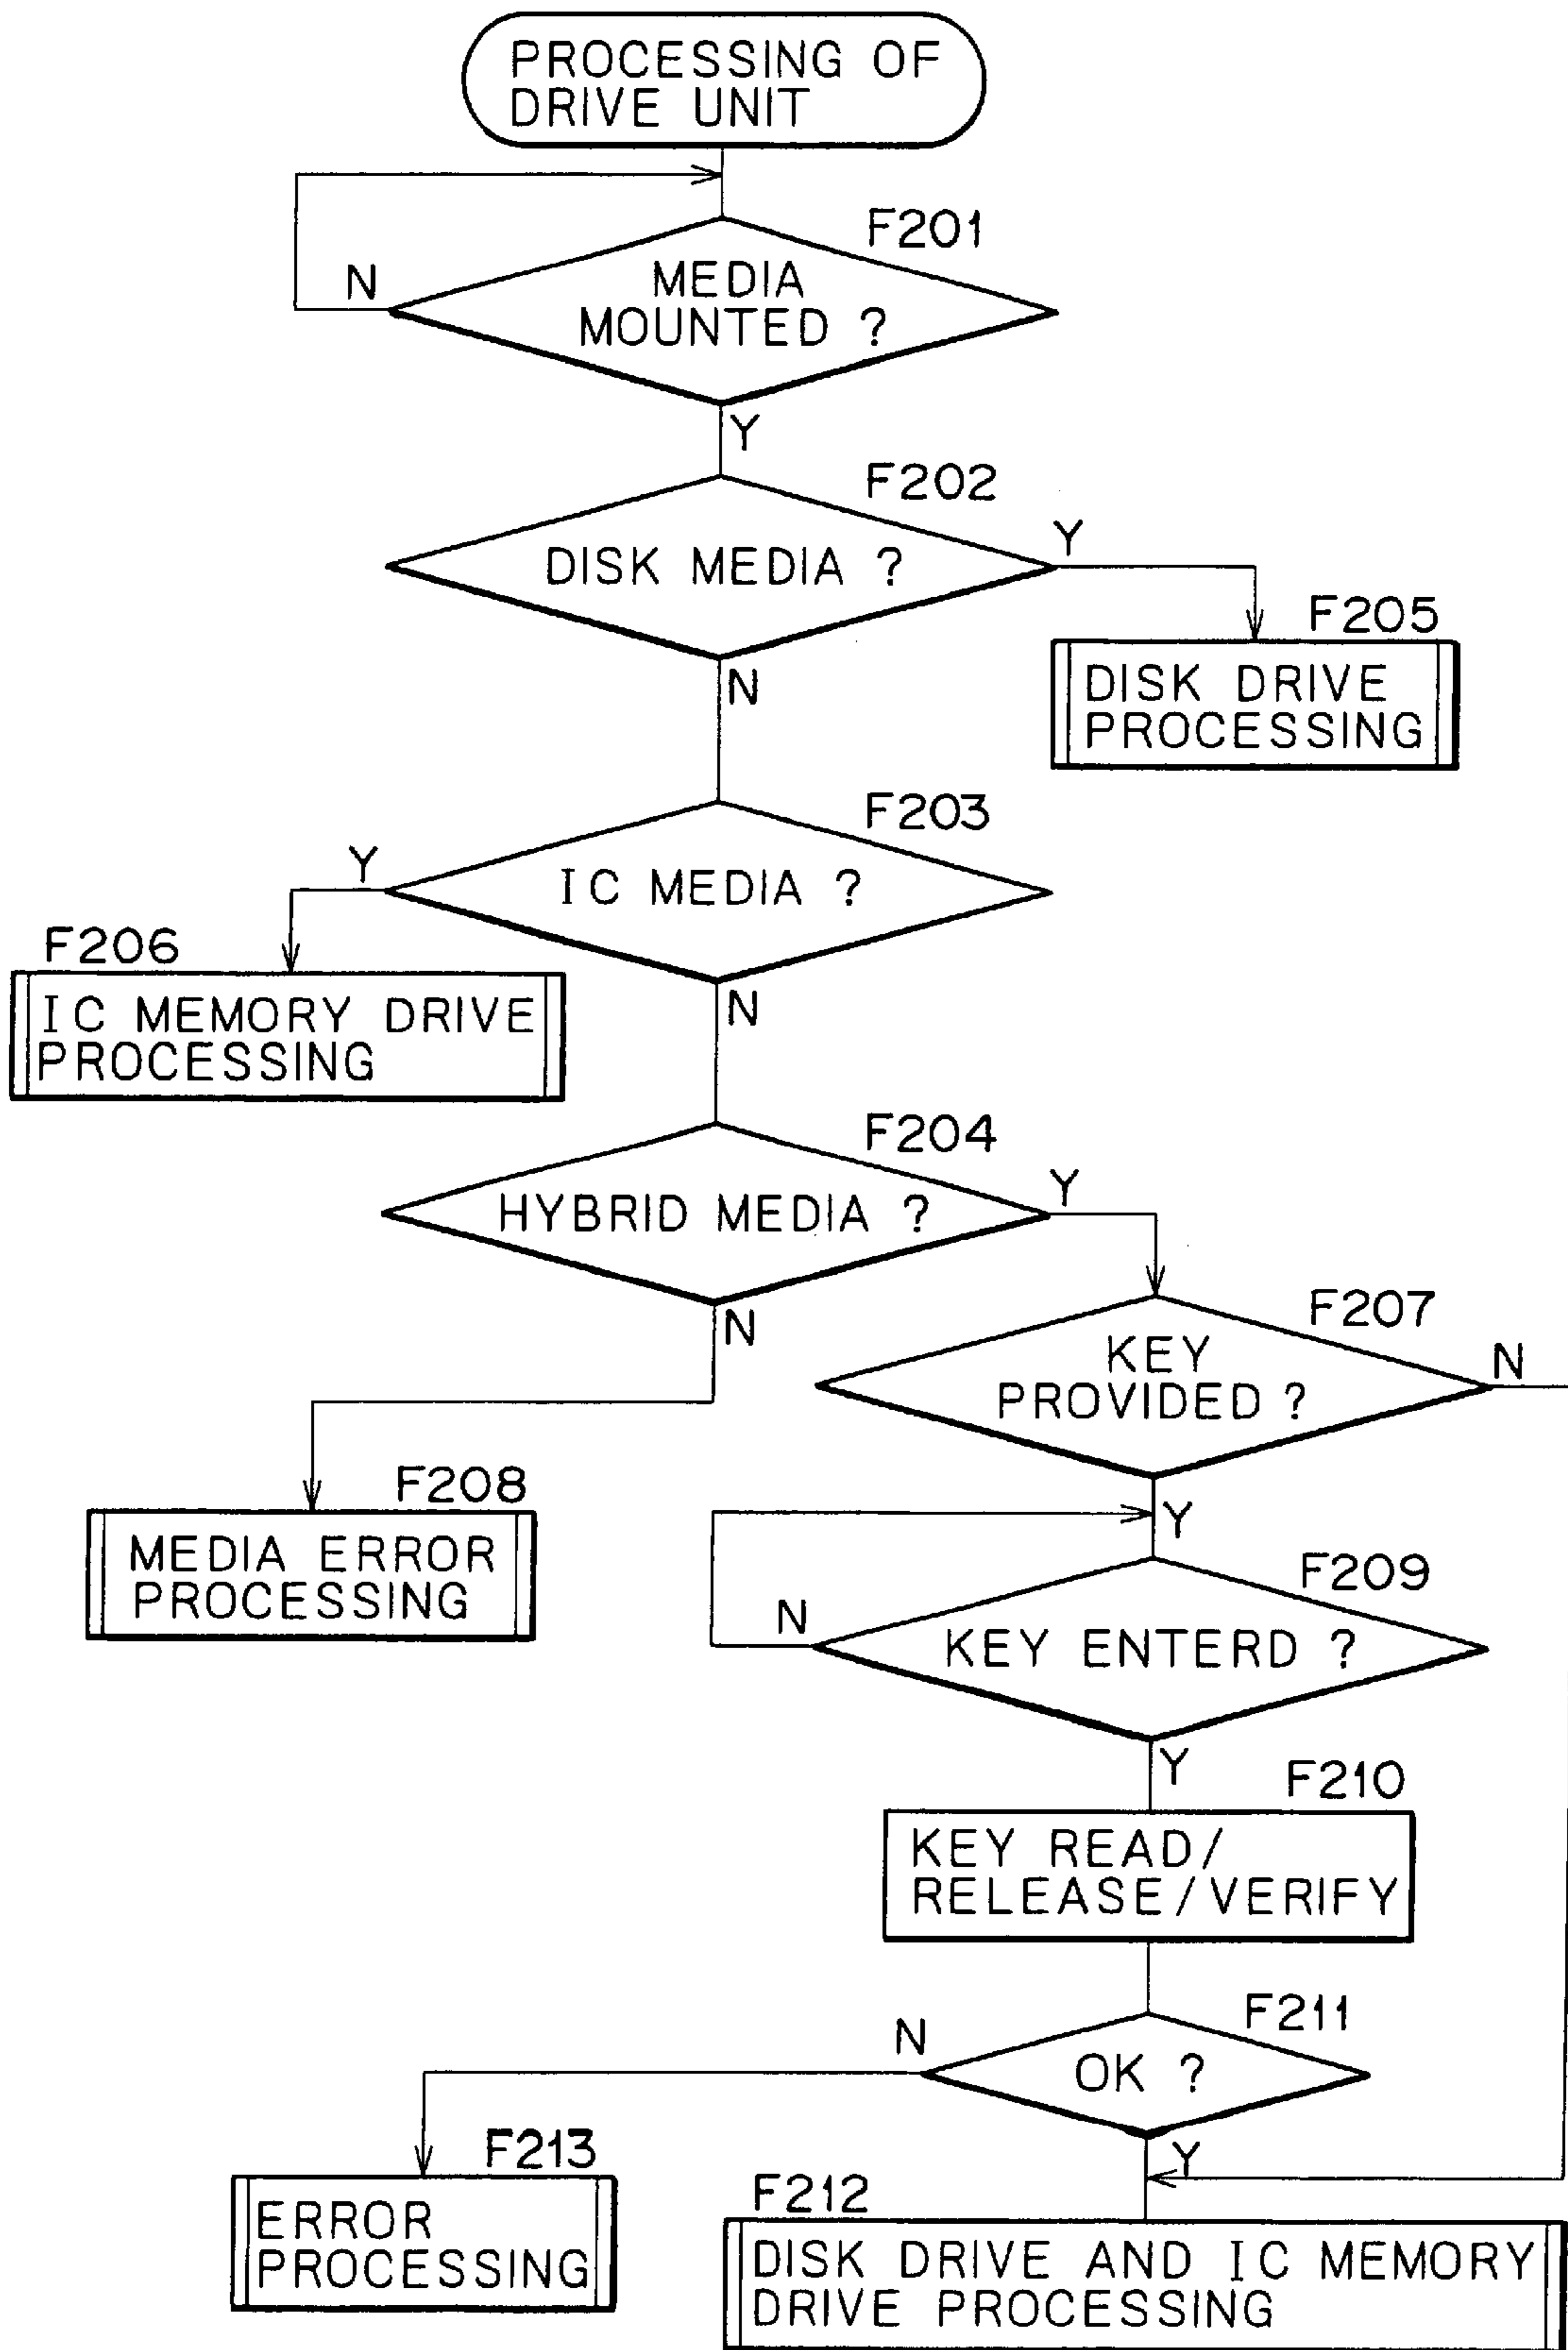 PROCESSING OF
DRIVE UNIT
F201
N
MEDIA
MOUNTED ?
Y
F202
Y
DISK MEDIA ?
F205
N
DISK DRIVE
PROCESSING
F203
Y
IC MEDIA ?
F206
N
IC MEMORY DRIVE
PROCESSING
F204
Y
HYBRID MEDIA ?
N
F207
KEY
PROVIDED ?
N
F208
Y
MEDIA ERROR
PROCESSING
F209
N
KEY ENTERD ?
Y
F210
KEY READ/
RELEASE/VERIFY
F211
N
OK ?
F213
Y
ERROR
PROCESSING
F212
DISK DRIVE AND IC MEMORY
DRIVE PROCESSING